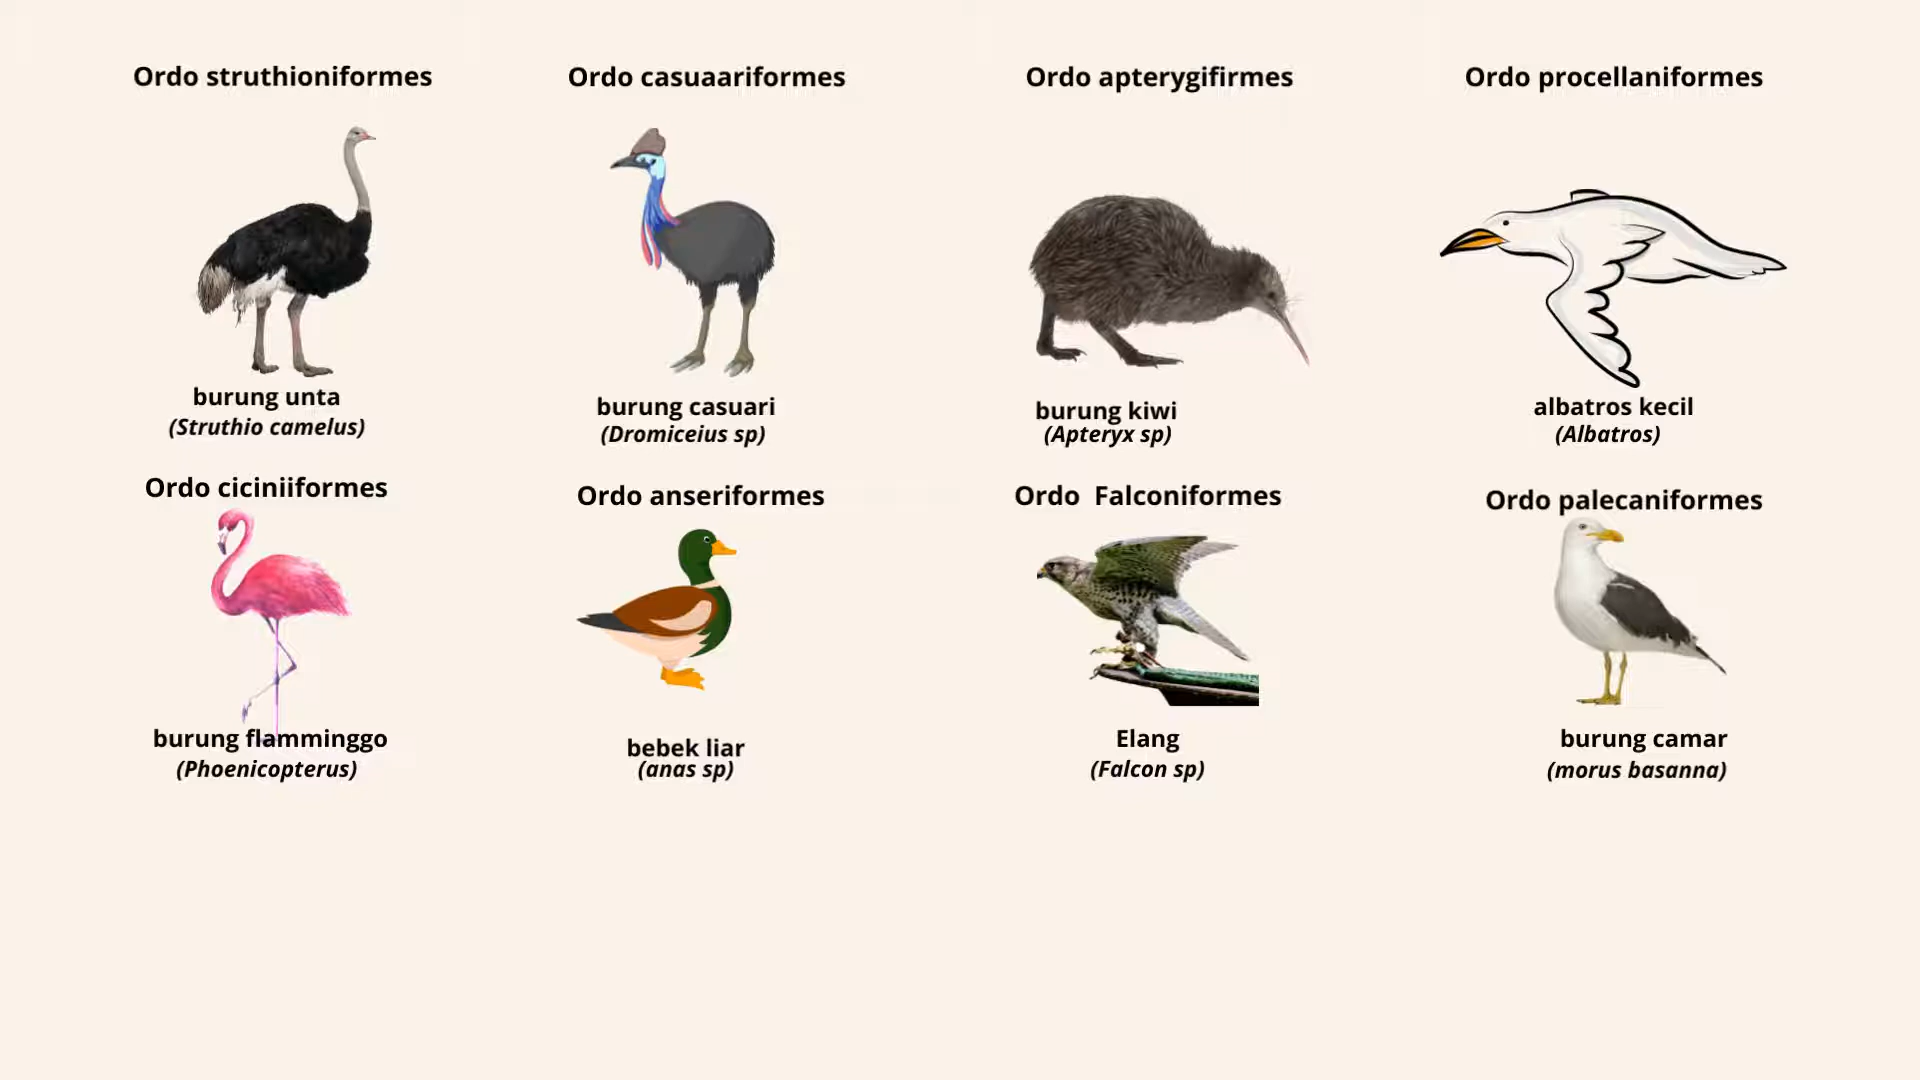 Ordo struthioniformes
Ordo casuaariformes
Ordo apterygifirmes
Ordo procellaniformes
burung unta
(Struthio camelus)
burung casuari
(Dromiceius sp)
burung kiwi
(Apteryx sp)
albatros kecil
(Albatros)
Ordo ciciniiformes
Ordo anseriformes
Ordo  Falconiformes
Ordo palecaniformes
burung flamminggo
(Phoenicopterus)
bebek liar
(anas sp)
Elang
(Falcon sp)
burung camar
(morus basanna)